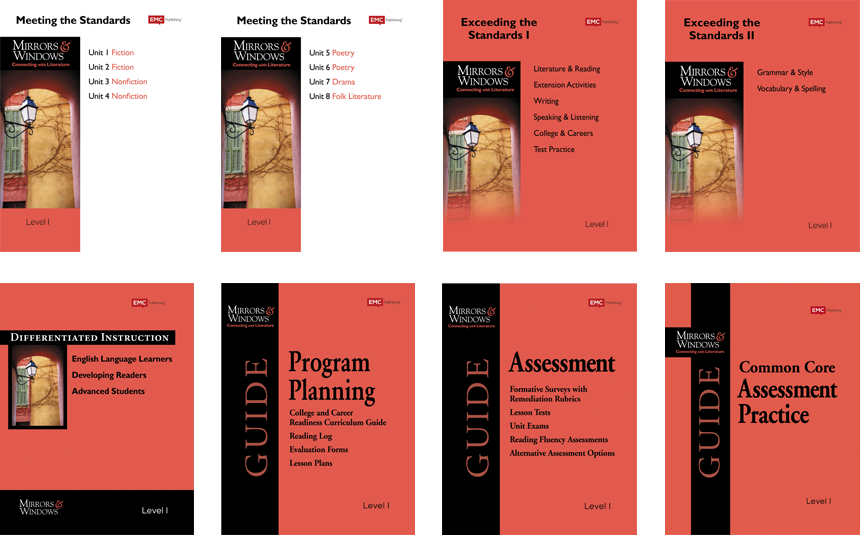 Meeting the Standards
EMC Publishing
MIRRORS &
WINDOWS
Connecting with Literature
Unit 1 Fiction
Unit 2 Fiction
Unit 3 Nonfiction
Unit 4 Nonfiction
Level I
Meeting the Standards
EMC Publishing
MIRRORS &
WINDOWS
Connecting with Literature
Unit 5 Poetry
Unit 6 Poetry
Unit 7 Drama
Unit 8 Folk Literature
Level I
Exceeding the
Standards I
EMC Publishing
MIRRORS &
WINDOWS
Connecting with Literature
Literature & Reading
Extension Activities
Writing
Speaking & Listening
College & Careers
Test Practice
Level I
Exceeding the
Standards II
EMC Publishing
MIRRORS &
WINDOWS
Connecting with Literature
Grammar & Style
Vocabulary & Spelling
Level I
EMC Publishing
DIFFERENTIATED INSTRUCTION
English Language Learners
Developing Readers
Advanced Students
MIRRORS &
WINDOWS
Level I
EMC Publishing
MIRRORS &
WINDOWS
Connecting with Literature
GUIDE
Program
Planning
College and Career
Readiness Curriculum Guide
Reading Log
Evaluation Forms
Lesson Plans
Level I
EMC Publishing
MIRRORS &
WINDOWS
Connecting with Literature
GUIDE
Assessment
Formative Surveys with
Remediation Rubrics
Lesson Tests
Unit Exams
Reading Fluency Assessments
Alternative Assessment Options
Level I
EMC Publishing
MIRRORS &
WINDOWS
Connecting with Literature
GUIDE
Common Core
Assessment
Practice
Level I